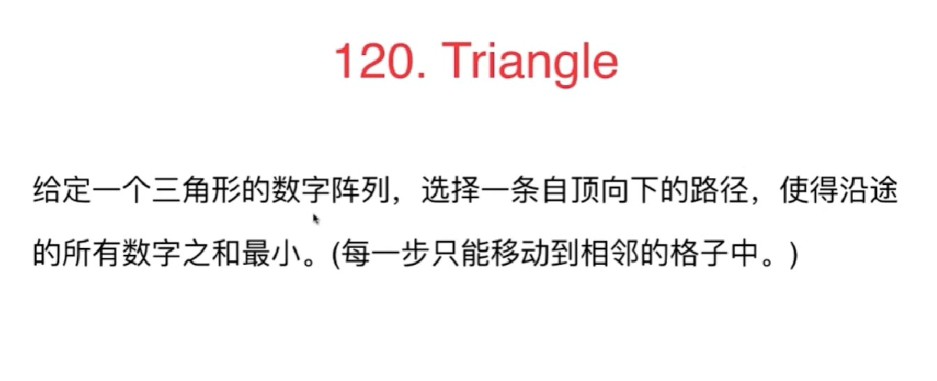 120. Triangle
给定一个三角形的数字阵列，选择一条自顶向下的路径，使得沿途
的所有数字之和最小。(每一步只能移动到相邻的格子中。)